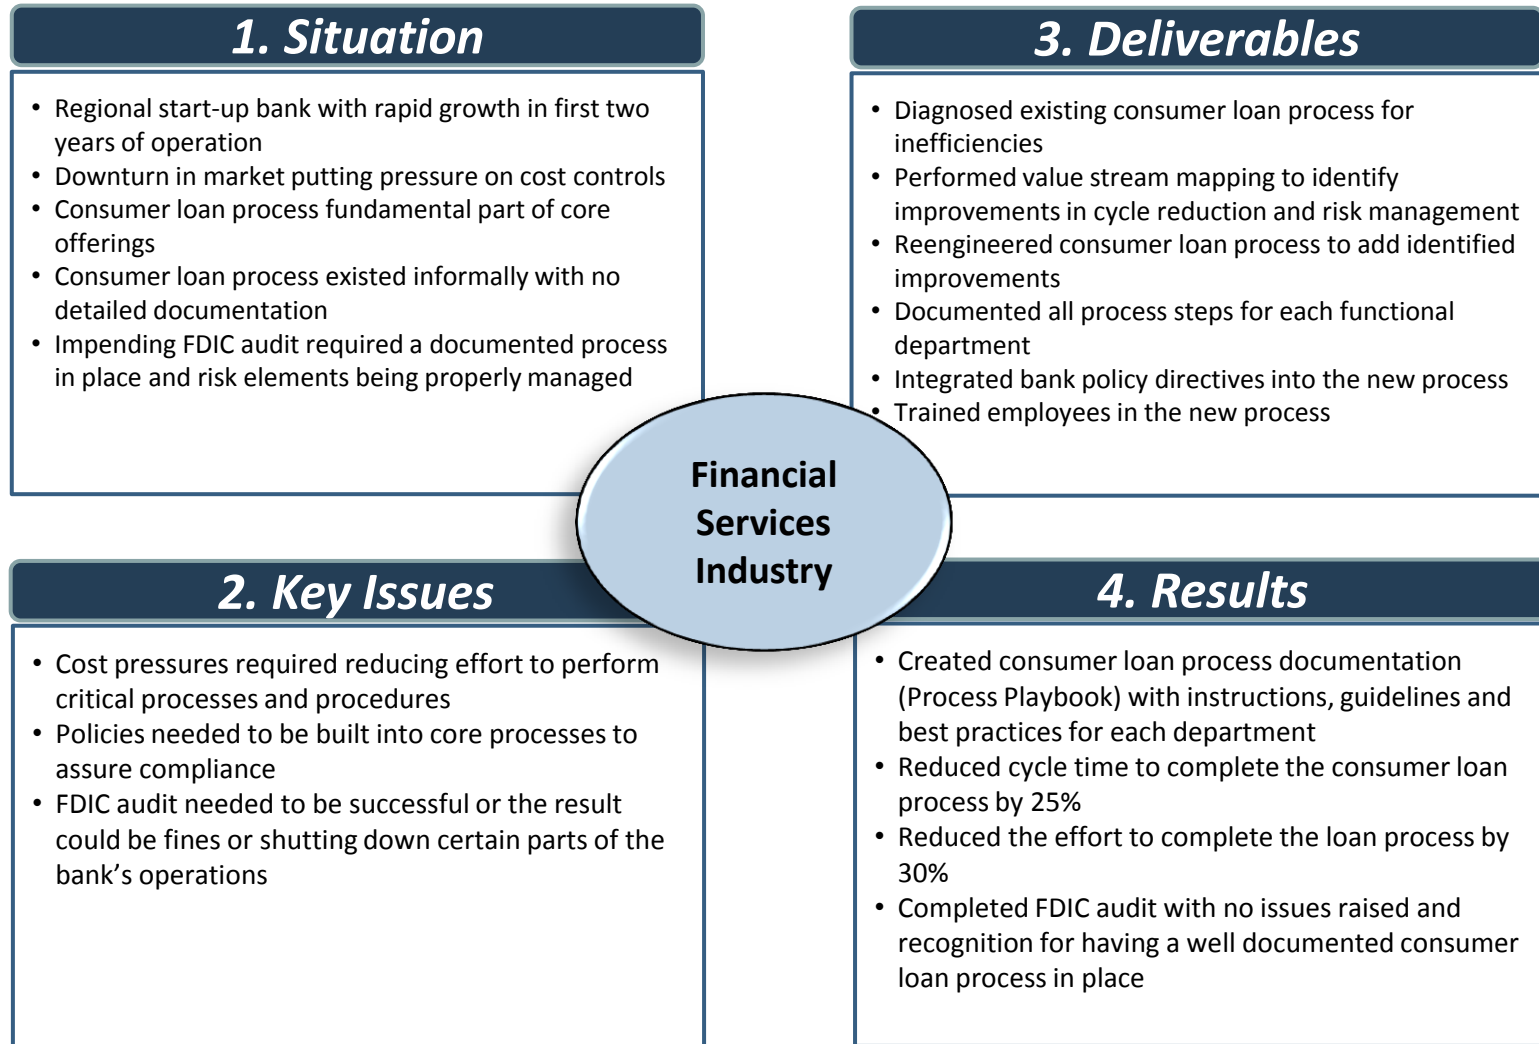 1. Situation
• Regional start-up bank with rapid growth in first two
years of operation
• Downturn in market putting pressure on cost controls
• Consumer loan process fundamental part of core
offerings
• Consumer loan process existed informally with no
detailed documentation
• Impending FDIC audit required a documented process
in place and risk elements being properly managed
2. Key Issues
• Cost pressures required reducing effort to perform
critical processes and procedures
• Policies needed to be built into core processes to
assure compliance
• FDIC audit needed to be successful or the result
could be fines or shutting down certain parts of the
bank’s operations
Financial
Services
Industry
3. Deliverables
• Diagnosed existing consumer loan process for
inefficiencies
• Performed value stream mapping to identify
improvements in cycle reduction and risk management
• Reengineered consumer loan process to add identified
improvements
• Documented all process steps for each functional
department
• Integrated bank policy directives into the new process
• Trained employees in the new process
4. Results
• Created consumer loan process documentation
(Process Playbook) with instructions, guidelines and
best practices for each department
• Reduced cycle time to complete the consumer loan
process by 25%
• Reduced the effort to complete the loan process by
30%
• Completed FDIC audit with no issues raised and
recognition for having a well documented consumer
loan process in place